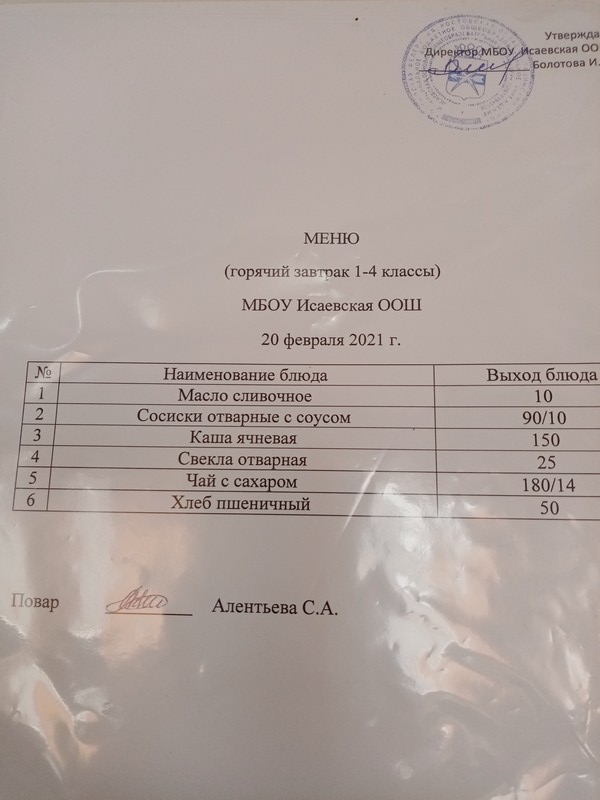 Утвержда
Директор МБОУ Исаевская ОО
Болотова И.
МЕНЮ
(горячий завтрак 1-4 классы)
МБОУ Исаевская ООШ
20 февраля 2021 г.
№ Наименование блюда Выход блюда
1 Масло сливочное 10
2 Сосиски отварные с соусом 90/10
3 Каша ячневая 150
4 Свекла отварная 25
5 Чай с сахаром 180/14
6 Хлеб пшеничный 50
Повар Алентьева С.А.